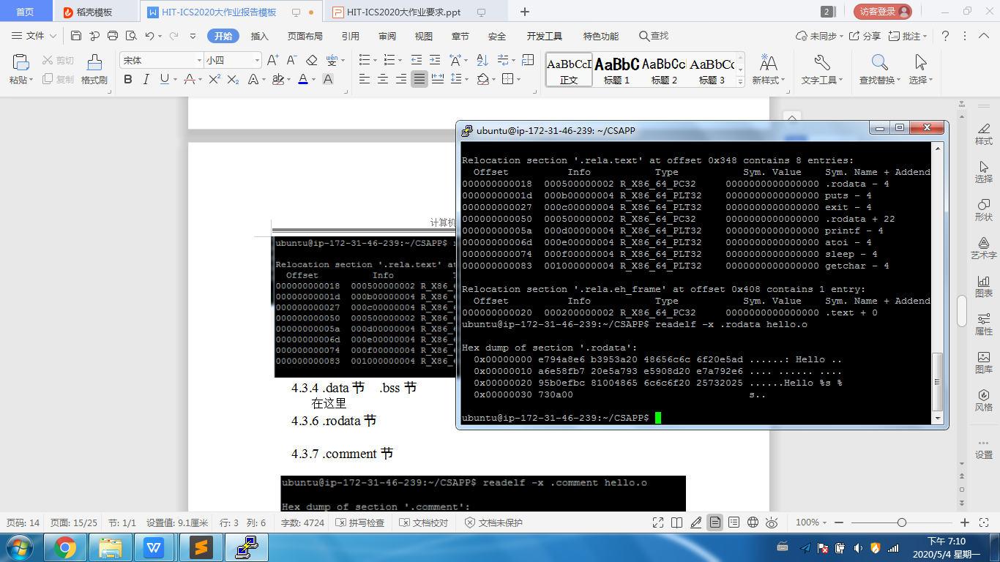 首页
稻壳模板
HIT-ICS2020大作业报告模板
HIT-ICS2020大作业要求.ppt
2
访客登录
文件
开始 插入 页面布局 引用 审阅 视图 章节 安全 开发工具 特色功能 查找
未同步 分享 批注
粘贴 剪切 复制 格式刷
宋体 小四
AaBbCcD AaBbC AaBbCc AaBbCc
正文 标题 1 标题 2 标题 3
新样式 文字工具 查找替换 选择
计算机
ubuntu@ip-172-31-46-239:~/CSAPP$
Relocation section '.rela.text' at
Offset Info
000000000018 000500000002 R_X86_
00000000001d 000b00000004 R_X86_
000000000027 000c00000004 R_X86_
000000000050 000500000002 R_X86_
00000000005a 000d00000004 R_X86_
00000000006d 000e00000004 R_X86_
000000000074 000f00000004 R_X86_
000000000083 001000000004 R_X86_
4.3.4 .data 节 .bss 节
在这里
4.3.6 .rodata 节
4.3.7 .comment 节
ubuntu@ip-172-31-46-239:~/CSAPP$ readelf -x .comment hello.o
Hex dump of section '.comment':
ubuntu@ip-172-31-46-239: ~/CSAPP
Relocation section '.rela.text' at offset 0x348 contains 8 entries:
Offset Info Type Sym. Value Sym. Name + Addend
000000000018 000500000002 R_X86_64_PC32 0000000000000000 .rodata - 4
00000000001d 000b00000004 R_X86_64_PLT32 0000000000000000 puts - 4
000000000027 000c00000004 R_X86_64_PLT32 0000000000000000 exit - 4
000000000050 000500000002 R_X86_64_PC32 0000000000000000 .rodata + 22
00000000005a 000d00000004 R_X86_64_PLT32 0000000000000000 printf - 4
00000000006d 000e00000004 R_X86_64_PLT32 0000000000000000 atoi - 4
000000000074 000f00000004 R_X86_64_PLT32 0000000000000000 sleep - 4
000000000083 001000000004 R_X86_64_PLT32 0000000000000000 getchar - 4
Relocation section '.rela.eh_frame' at offset 0x408 contains 1 entry:
Offset Info Type Sym. Value Sym. Name + Addend
000000000020 000200000002 R_X86_64_PC32 0000000000000000 .text + 0
ubuntu@ip-172-31-46-239:~/CSAPP$ readelf -x .rodata hello.o
Hex dump of section '.rodata':
0x00000000 e794a8e6 b3953a20 48656c6c 6f20e5ad ......: Hello ..
0x00000010 a6e58fb7 20e5a793 e5908d20 e7a792e6 .... ...... ....
0x00000020 95b0efbc 81004865 6c6c6f20 25732025 ......Hello %s %
0x00000030 730a00 s..
ubuntu@ip-172-31-46-239:~/CSAPP$
样式
选择
形状
艺术字
图表
属性
图库
风格
设置
页码: 14 页面: 15/25 节: 1/1 设置值: 9.1厘米 行: 3 列: 6 字数: 4724 拼写检查 文档校对 文档未保护
100%
下午 7:10
2020/5/4 星期一